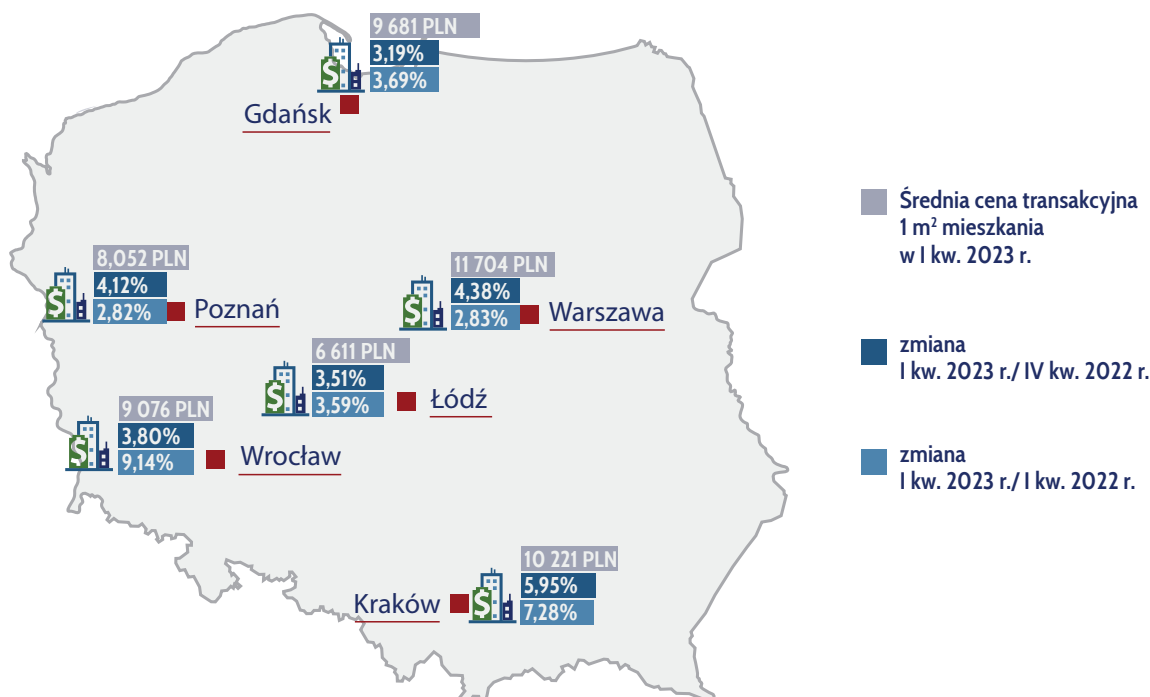 9 681 PLN
3,19%
3,69%
Gdańsk
8,052 PLN
4,12%
2,82%
Poznań
11 704 PLN
4,38%
2,83%
Warszawa
6 611 PLN
3,51%
3,59%
Łódź
9 076 PLN
3,80%
9,14%
Wrocław
10 221 PLN
5,95%
7,28%
Kraków
Średnia cena transakcyjna
1 m² mieszkania
w I kw. 2023 r.
zmiana
I kw. 2023 r./ IV kw. 2022 r.
zmiana
I kw. 2023 r./ I kw. 2022 r.